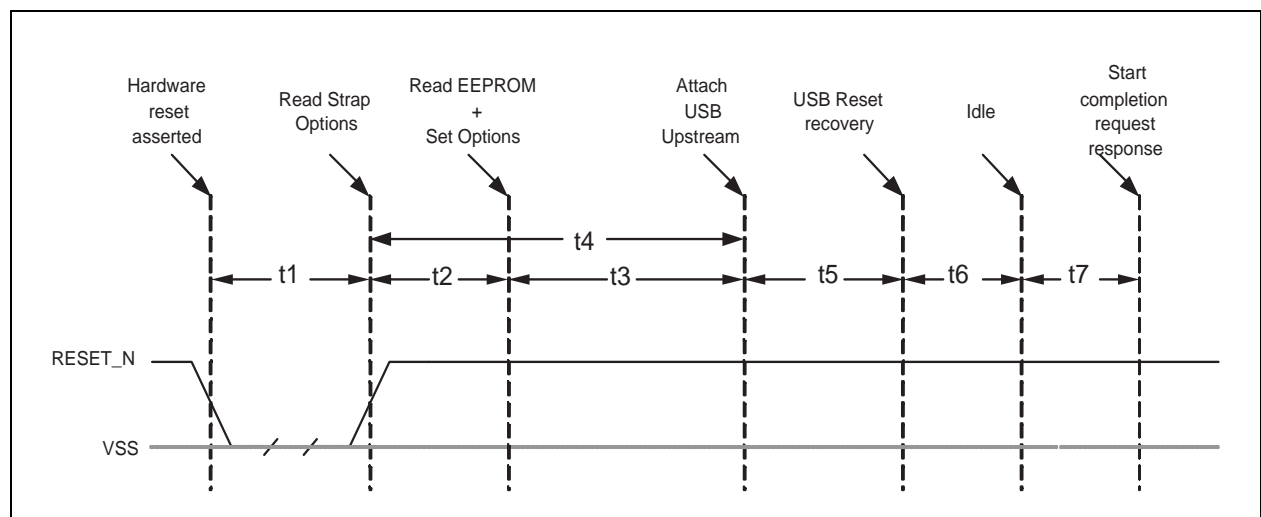 Hardware
reset
asserted
Read Strap
Options
Read EEPROM
+
Set Options
Attach
USB
Upstream
USB Reset
recovery
Idle
Start
completion
request
response
t4
t1
t2
t3
t5
t6
t7
RESET_N
VSS